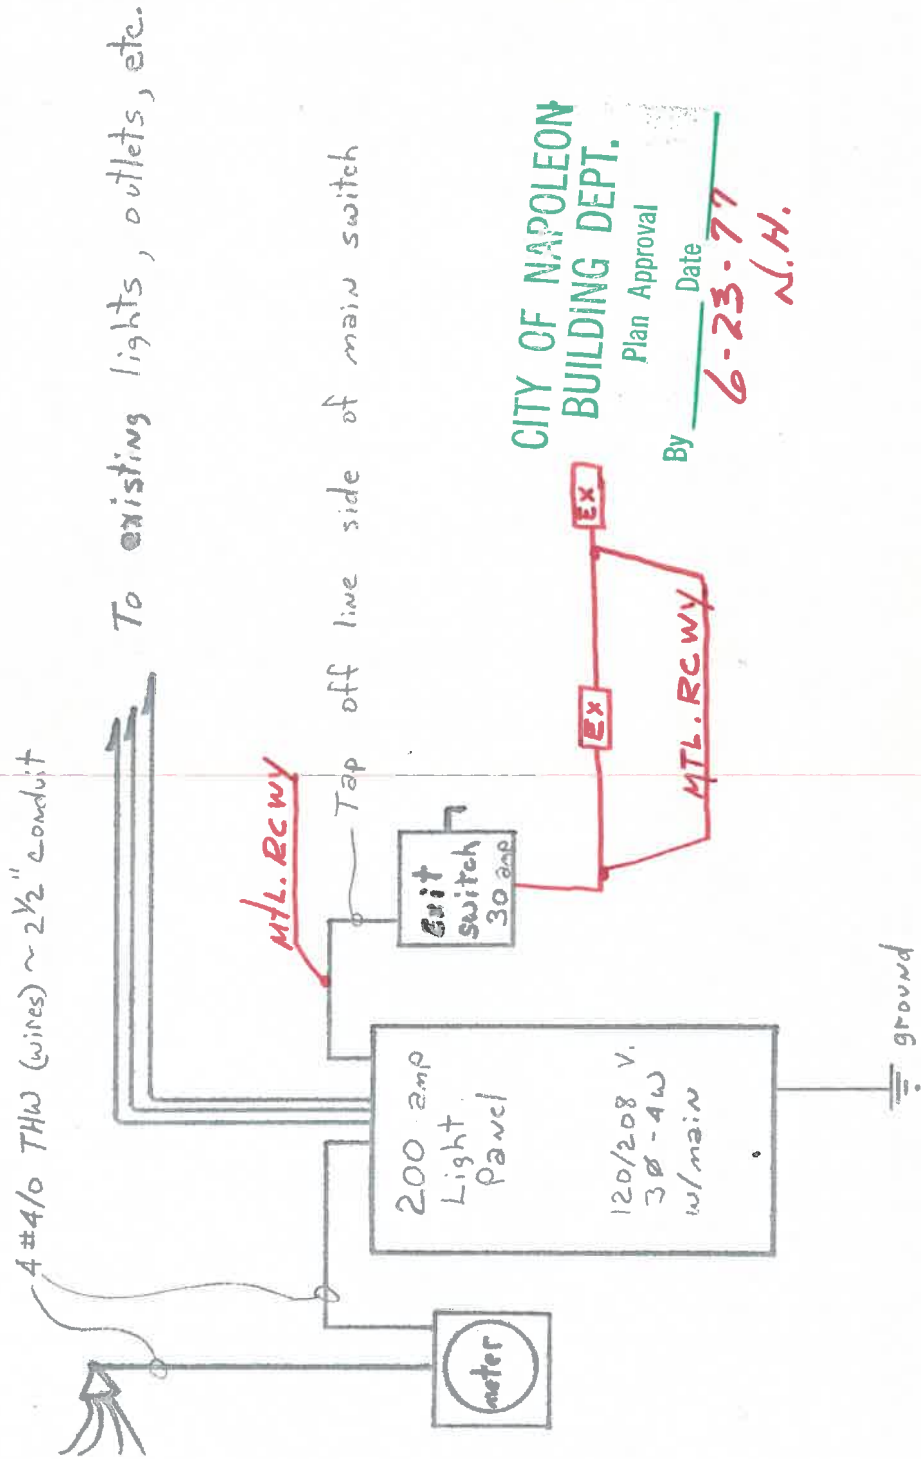 4 #4/0 THW (wires) ~ 2½" conduit
To existing lights, outlets, etc.
MTL. RCWY
Tap off line side of main switch
meter
200 amp
Light
Panel
120/208 V.
3Ø-4W
w/main
Exit
switch
30 amp
EX
EX
MTL. RCWY
ground
CITY OF NAPOLEON
BUILDING DEPT.
Plan Approval
By Date
6-23-77
N.H.